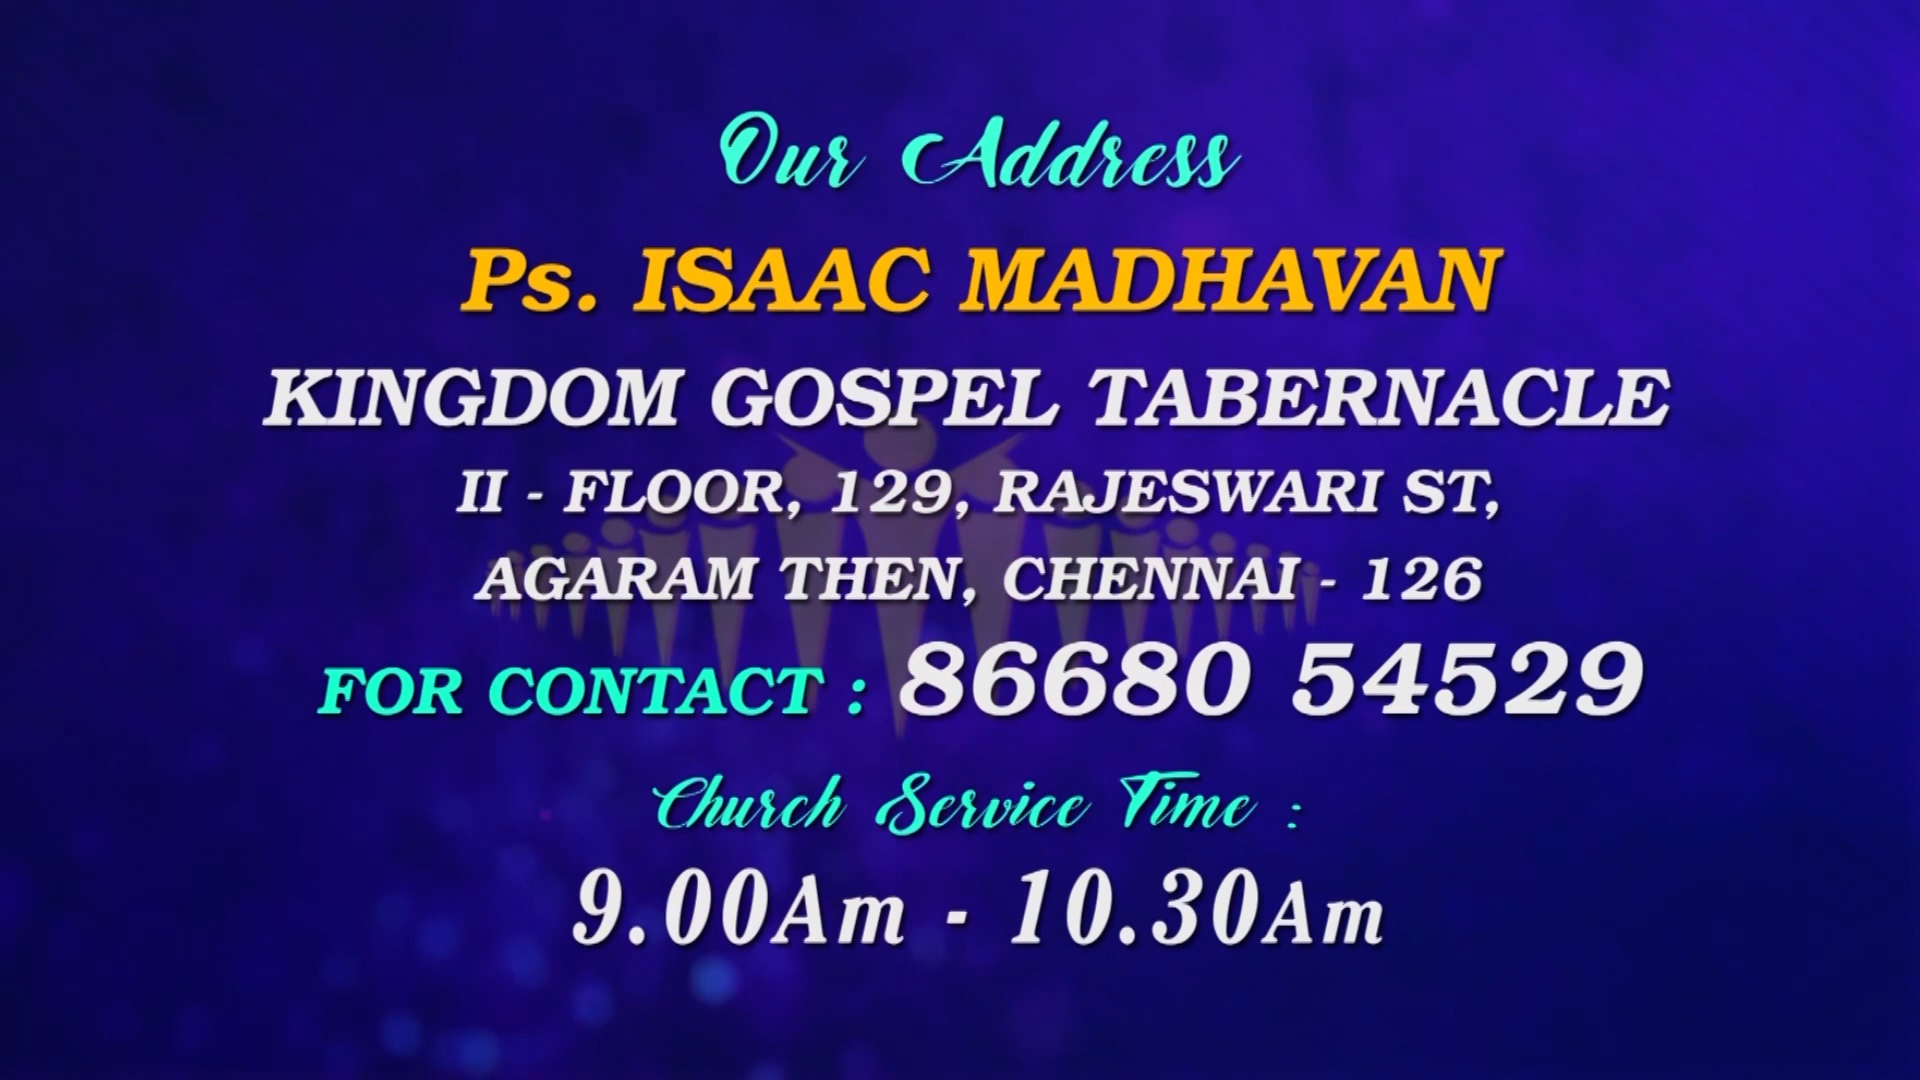 Our Address
Ps. ISAAC MADHAVAN
KINGDOM GOSPEL TABERNACLE
II - FLOOR, 129, RAJESWARI ST,
AGARAM THEN, CHENNAI - 126
FOR CONTACT : 86680 54529
Church Service Time :
9.00Am - 10.30Am